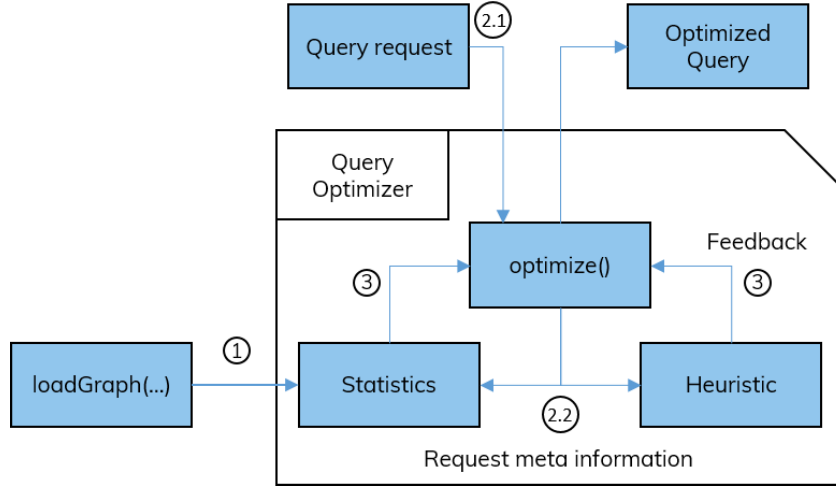 2.1
Query request
Optimized
Query
Query
Optimizer
Feedback
optimize()
3
3
1
loadGraph(...)
Statistics
Heuristic
2.2
Request meta information